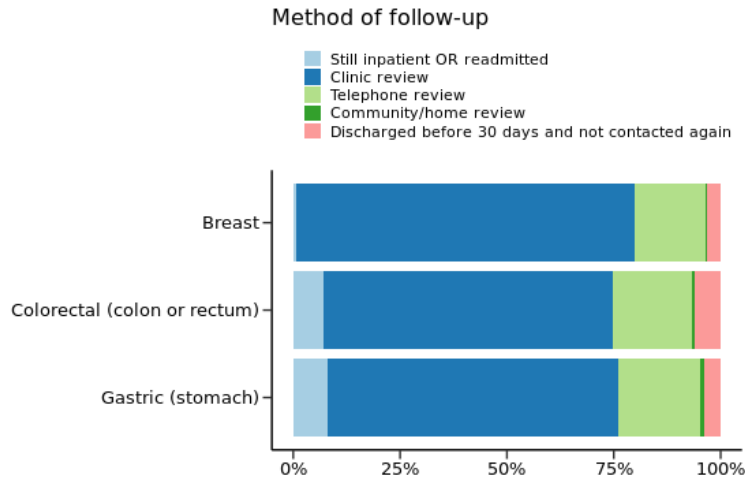 Method of follow-up
Still inpatient OR readmitted
Clinic review
Telephone review
Community/home review
Discharged before 30 days and not contacted again
Breast
Colorectal (colon or rectum)
Gastric (stomach)
0% 25% 50% 75% 100%